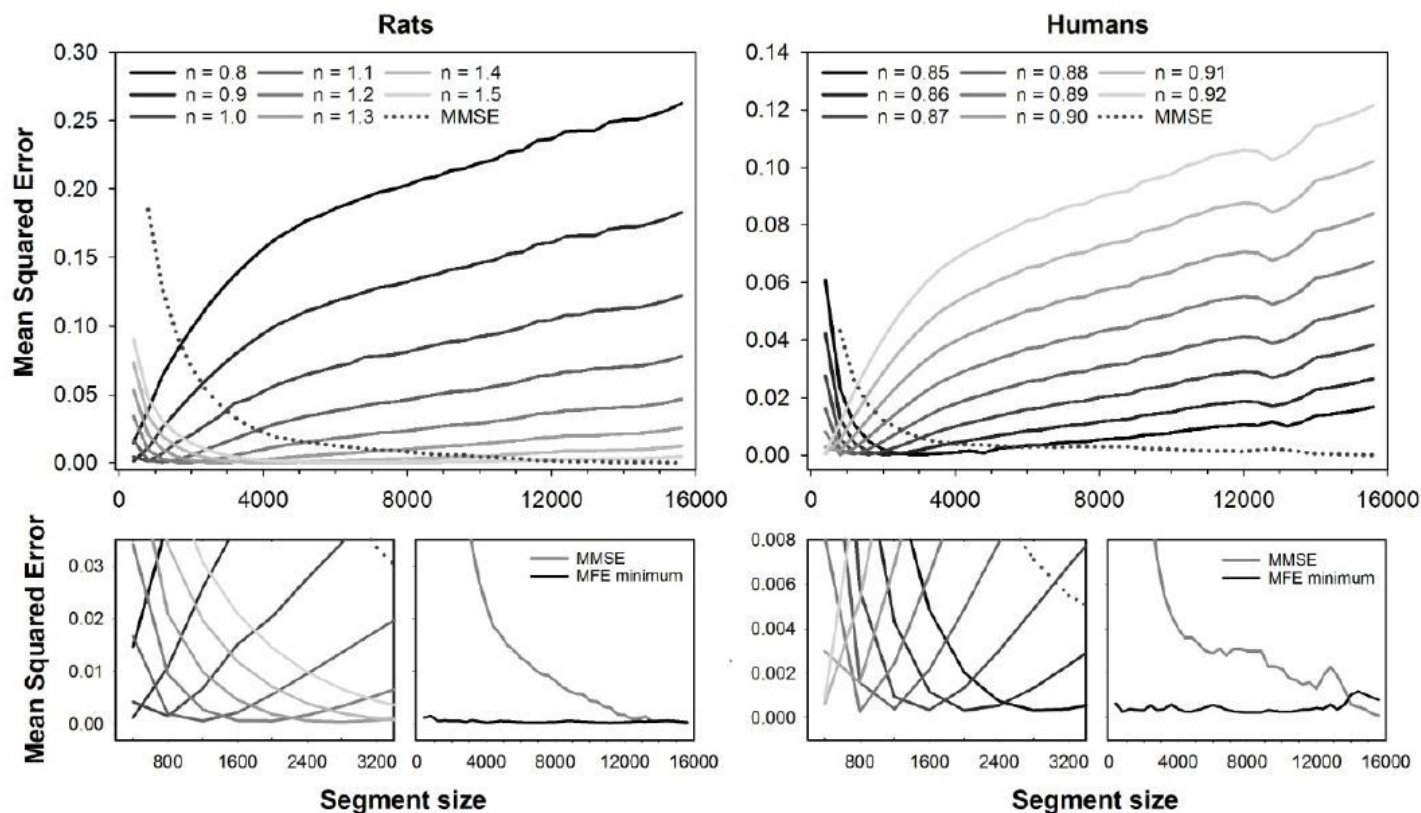 Rats
Mean Squared Error
0.30
0.25
0.20
0.15
0.10
0.05
0.00
n = 0.8
n = 0.9
n = 1.0
n = 1.1
n = 1.2
n = 1.3
n = 1.4
n = 1.5
MMSE
0 4000 8000 12000 16000
Humans
0.14
0.12
0.10
0.08
0.06
0.04
0.02
0.00
n = 0.85
n = 0.86
n = 0.87
n = 0.88
n = 0.89
n = 0.90
n = 0.91
n = 0.92
MMSE
0 4000 8000 12000 16000
Mean Squared Error
0.03
0.02
0.01
0.00
800 1600 2400 3200
MMSE
MFE minimum
0 4000 8000 12000 16000
Segment size
0.008
0.006
0.004
0.002
0.000
800 1600 2400 3200
MMSE
MFE minimum
0 4000 8000 12000 16000
Segment size